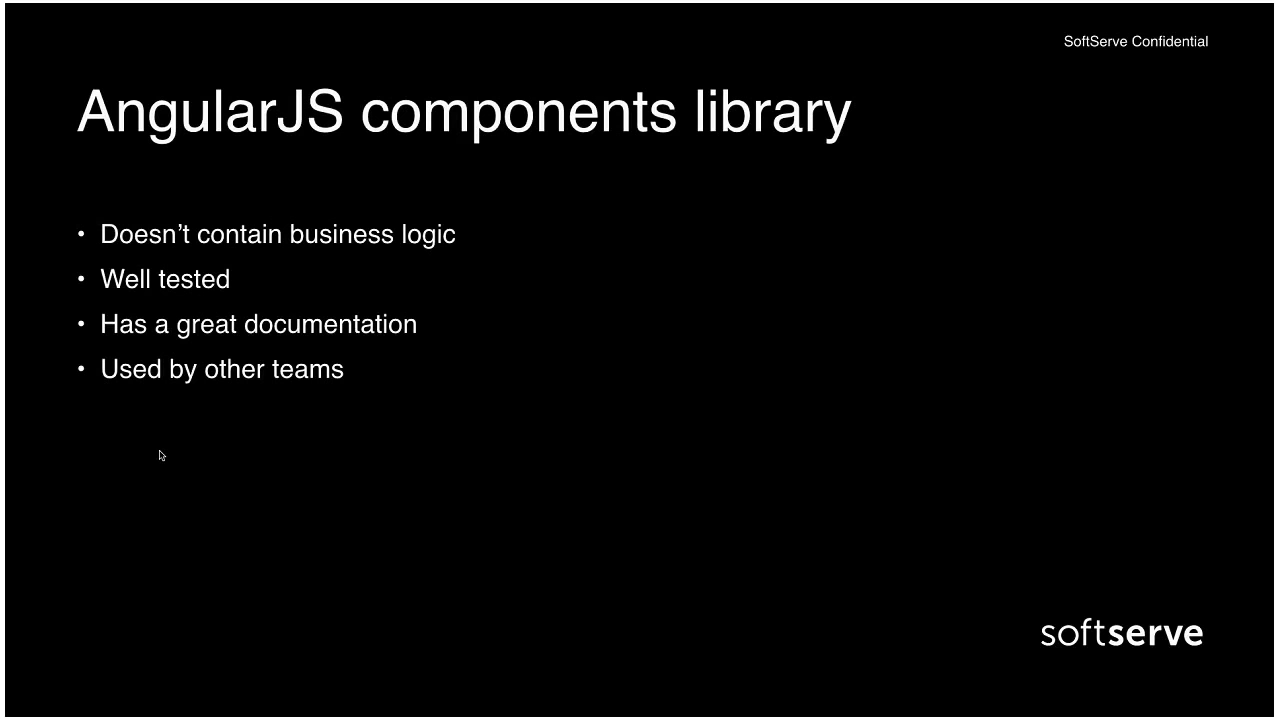 SoftServe Confidential
AngularJS components library
• Doesn’t contain business logic
• Well tested
• Has a great documentation
• Used by other teams
softserve